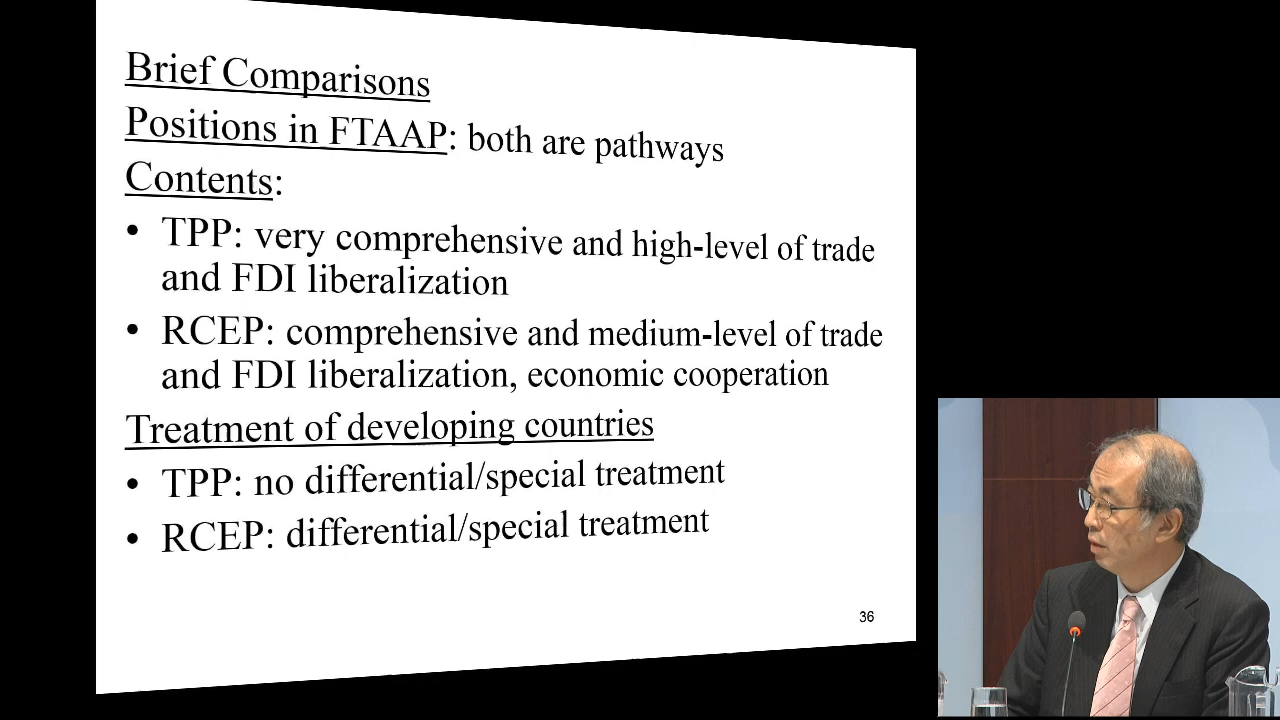 Brief Comparisons
Positions in FTAAP: both are pathways
Contents:
• TPP: very comprehensive and high-level of trade
and FDI liberalization
• RCEP: comprehensive and medium-level of trade
and FDI liberalization, economic cooperation
Treatment of developing countries
• TPP: no differential/special treatment
• RCEP: differential/special treatment
36